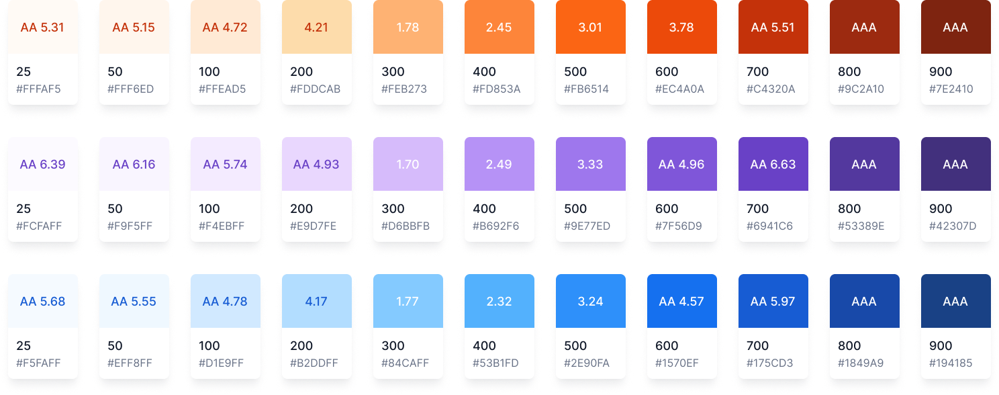 AA 5.31 AA 5.15 AA 4.72 4.21 1.78 2.45 3.01 3.78 AA 5.51 AAA AAA
25 50 100 200 300 400 500 600 700 800 900
#FFFAF5 #FFF6ED #FFEAD5 #FDDCAB #FEB273 #FD853A #FB6514 #EC4A0A #C4320A #9C2A10 #7E2410
AA 6.39 AA 6.16 AA 5.74 AA 4.93 1.70 2.49 3.33 AA 4.96 AA 6.63 AAA AAA
25 50 100 200 300 400 500 600 700 800 900
#FCFAFF #F9F5FF #F4EBFF #E9D7FE #D6BBFB #B692F6 #9E77ED #7F56D9 #6941C6 #53389E #42307D
AA 5.68 AA 5.55 AA 4.78 4.17 1.77 2.32 3.24 AA 4.57 AA 5.97 AAA AAA
25 50 100 200 300 400 500 600 700 800 900
#F5FAFF #EFF8FF #D1E9FF #B2DDFF #84CAFF #53B1FD #2E90FA #1570EF #175CD3 #1849A9 #194185